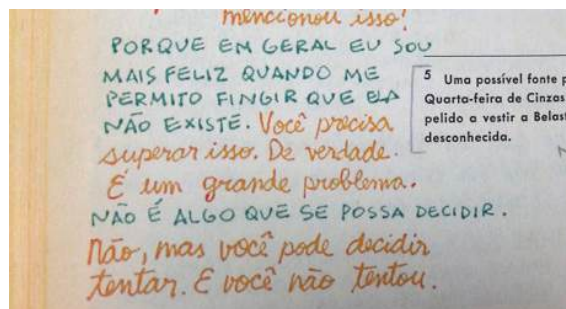 mencionou isso!
PORQUE EM GERAL EU SOU
MAIS FELIZ QUANDO ME
PERMITO FINGIR QUE ELA
NÃO EXISTE. Você precisa
superar isso. De verdade.
É um grande problema.
NÃO É ALGO QUE SE POSSA DECIDIR.
Não, mas você pode decidir
tentar. E você não tentou.
5 Uma possível fonte p
Quarta-feira de Cinzas
pelido a vestir a Belast
desconhecida.